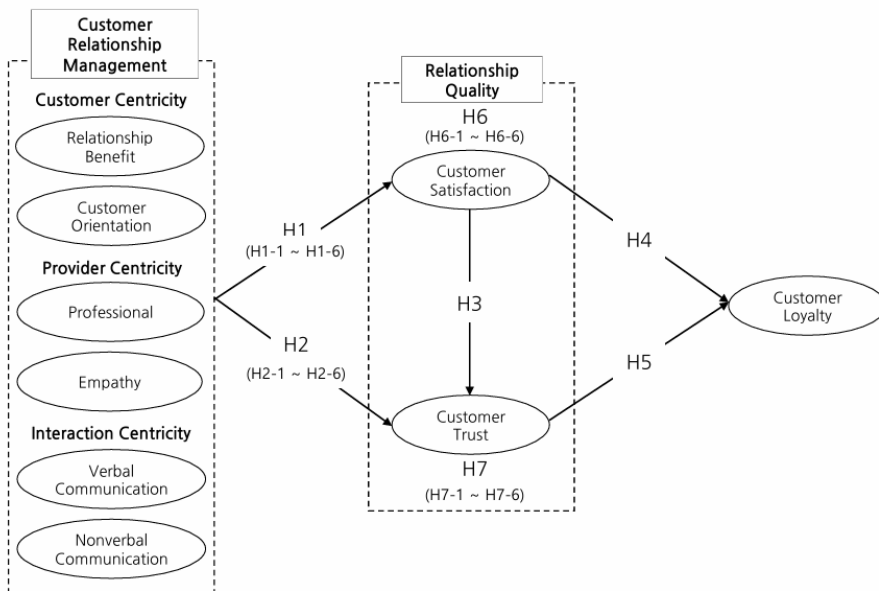 Customer
Relationship
Management
Customer Centricity
Relationship
Benefit
Customer
Orientation
Provider Centricity
Professional
Empathy
Interaction Centricity
Verbal
Communication
Nonverbal
Communication
H1
(H1-1 ~ H1-6)
H2
(H2-1 ~ H2-6)
Relationship
Quality
H6
(H6-1 ~ H6-6)
Customer
Satisfaction
H3
Customer
Trust
H7
(H7-1 ~ H7-6)
H4
H5
Customer
Loyalty